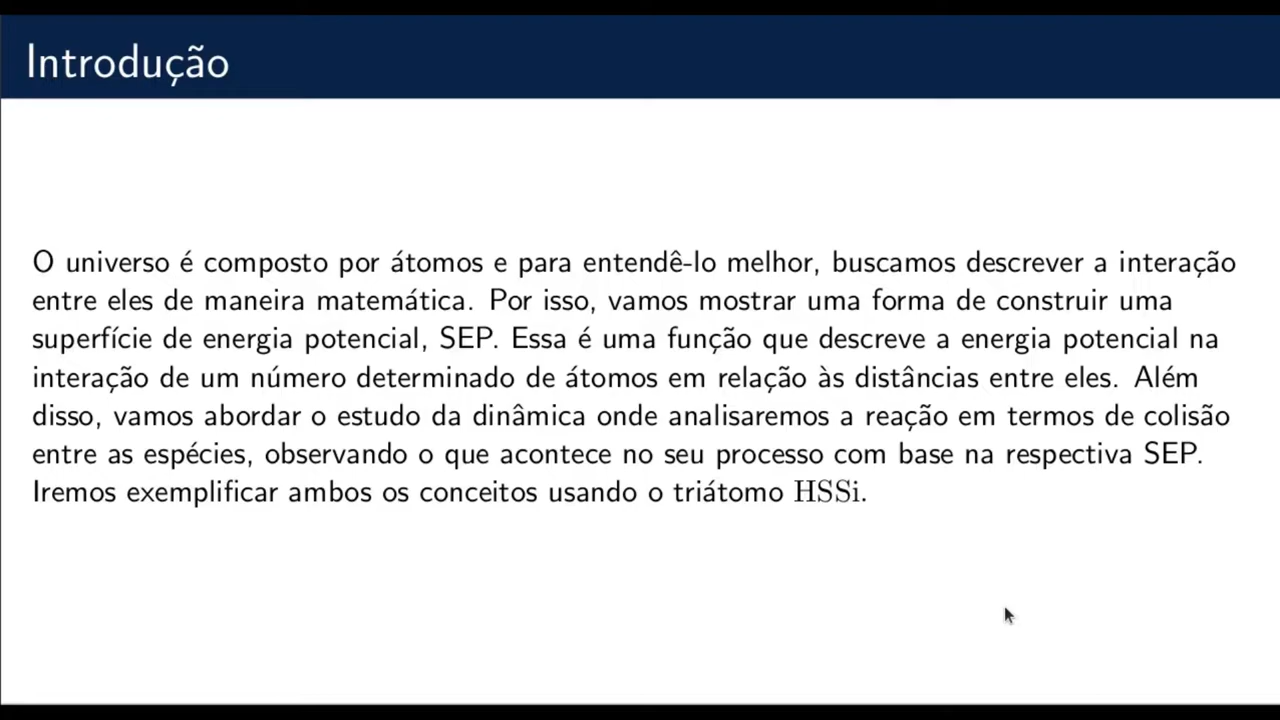 Introdução
O universo é composto por átomos e para entendê-lo melhor, buscamos descrever a interação
entre eles de maneira matemática. Por isso, vamos mostrar uma forma de construir uma
superfície de energia potencial, SEP. Essa é uma função que descreve a energia potencial na
interação de um número determinado de átomos em relação às distâncias entre eles. Além
disso, vamos abordar o estudo da dinâmica onde analisaremos a reação em termos de colisão
entre as espécies, observando o que acontece no seu processo com base na respectiva SEP.
Iremos exemplificar ambos os conceitos usando o triátomo HSSi.